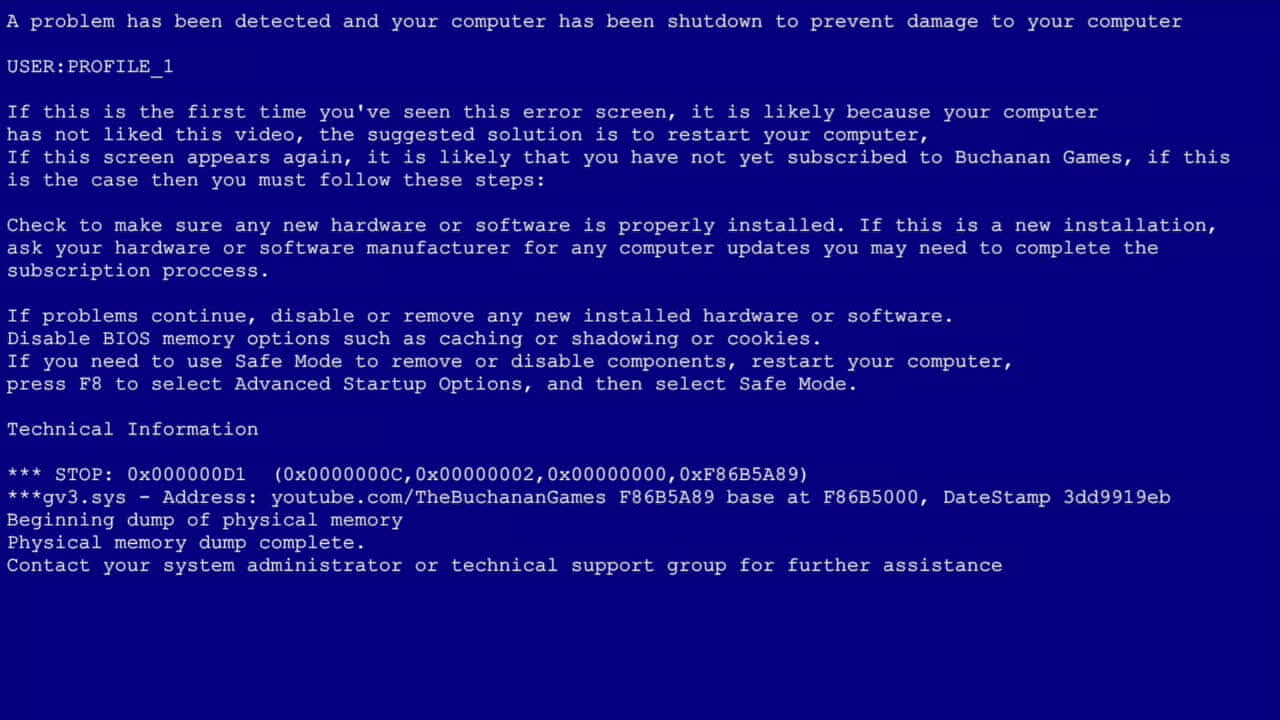 A problem has been detected and your computer has been shutdown to prevent damage to your computer
USER:PROFILE_1
If this is the first time you've seen this error screen, it is likely because your computer
has not liked this video, the suggested solution is to restart your computer,
If this screen appears again, it is likely that you have not yet subscribed to Buchanan Games, if this
is the case then you must follow these steps:
Check to make sure any new hardware or software is properly installed. If this is a new installation,
ask your hardware or software manufacturer for any computer updates you may need to complete the
subscription proccess.
If problems continue, disable or remove any new installed hardware or software.
Disable BIOS memory options such as caching or shadowing or cookies.
If you need to use Safe Mode to remove or disable components, restart your computer,
press F8 to select Advanced Startup Options, and then select Safe Mode.
Technical Information
*** STOP: 0x000000D1 (0x0000000C,0x00000002,0x00000000,0xF86B5A89)
***gv3.sys - Address: youtube.com/TheBuchananGames F86B5A89 base at F86B5000, DateStamp 3dd9919eb
Beginning dump of physical memory
Physical memory dump complete.
Contact your system administrator or technical support group for further assistance